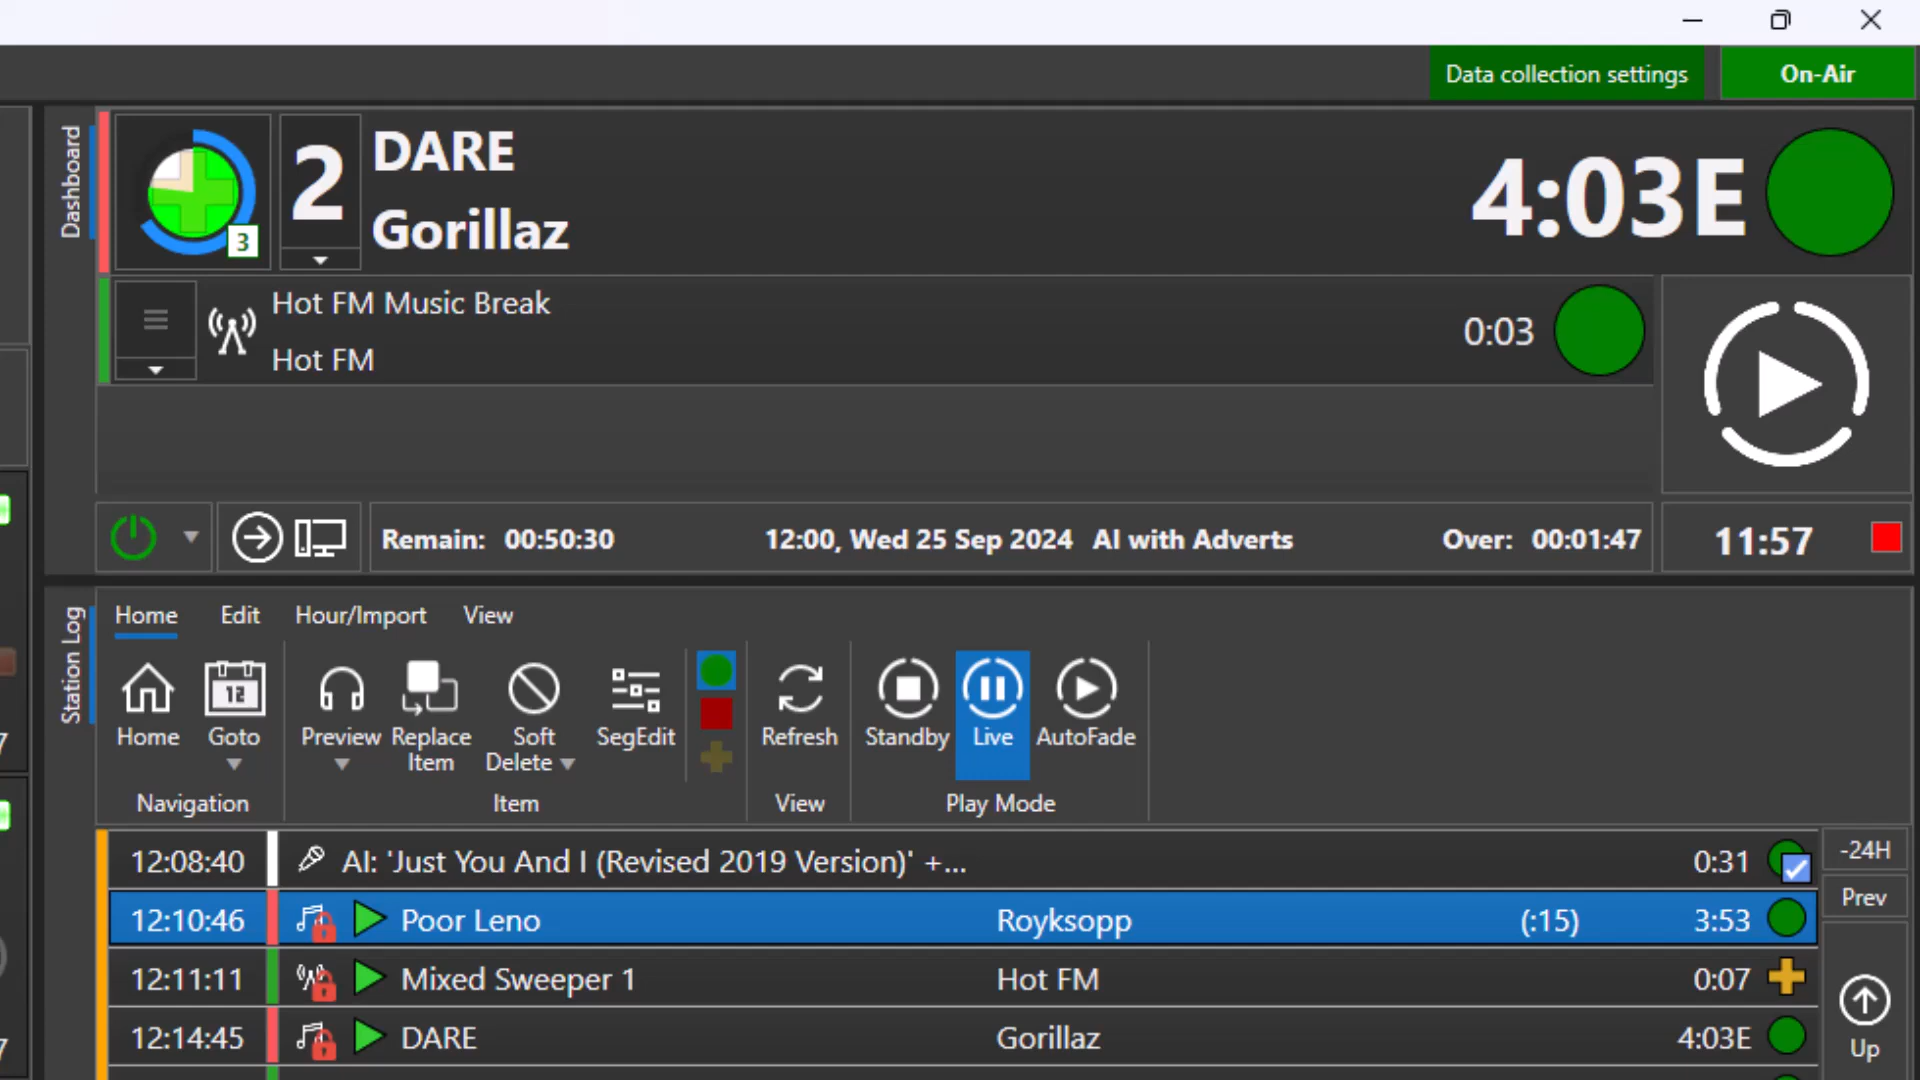 Data collection settings
On-Air
Dashboard
3
2
DARE
Gorillaz
4:03E
Hot FM Music Break
Hot FM
0:03
Remain: 00:50:30
12:00, Wed 25 Sep 2024 AI with Adverts
Over: 00:01:47
11:57
Station Log
Home Edit Hour/Import View
12
Home
Goto
Preview
Replace Item
Soft Delete
SegEdit
Refresh
Standby
Live
AutoFade
Navigation
Item
View
Play Mode
12:08:40 AI: 'Just You And I (Revised 2019 Version)' +... 0:31
12:10:46 Poor Leno Royksopp (:15) 3:53
12:11:11 Mixed Sweeper 1 Hot FM 0:07
12:14:45 DARE Gorillaz 4:03E
-24H
Prev
Up
7
7